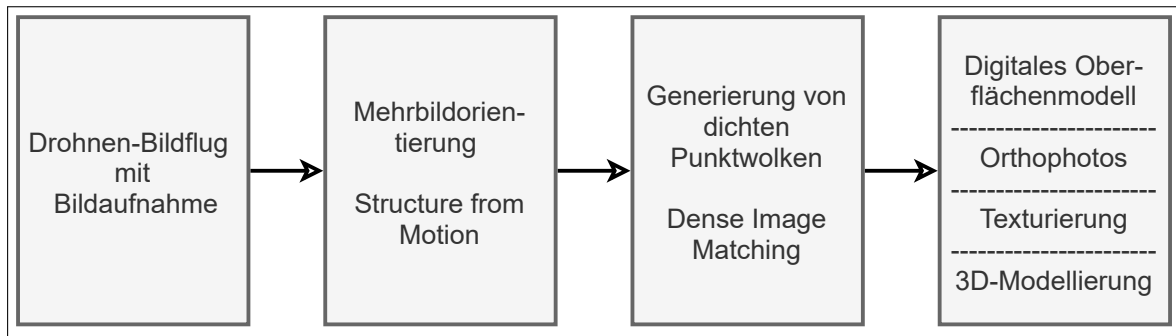 Drohnen-Bildflug
mit
Bildaufnahme
Mehrbildorien-
tierung
Structure from
Motion
Generierung von
dichten
Punktwolken
Dense Image
Matching
Digitales Ober-
flächenmodell
Orthophotos
Texturierung
3D-Modellierung